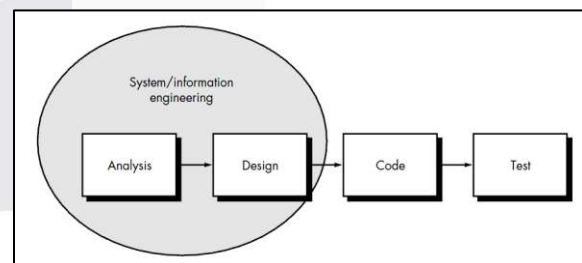 System/information
engineering
Analysis
Design
Code
Test